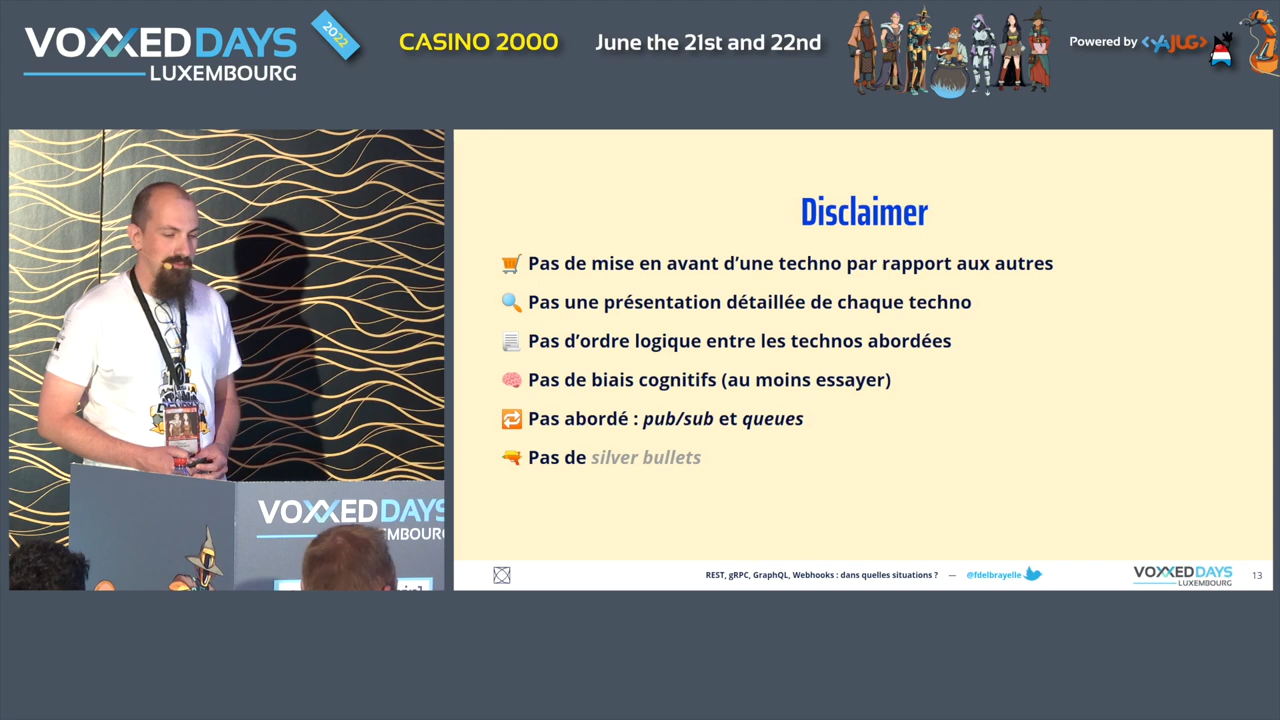 VOXXED DAYS
LUXEMBOURG
2022
CASINO 2000
June the 21st and 22nd
Powered by <YAJUG>
Disclaimer
Pas de mise en avant d’une techno par rapport aux autres
Pas une présentation détaillée de chaque techno
Pas d’ordre logique entre les technos abordées
Pas de biais cognitifs (au moins essayer)
Pas abordé : pub/sub et queues
Pas de silver bullets
VOXXED DAYS
REST, gRPC, GraphQL, Webhooks : dans quelles situations ? — @fdelbrayelle
VOXXED DAYS
LUXEMBOURG
13